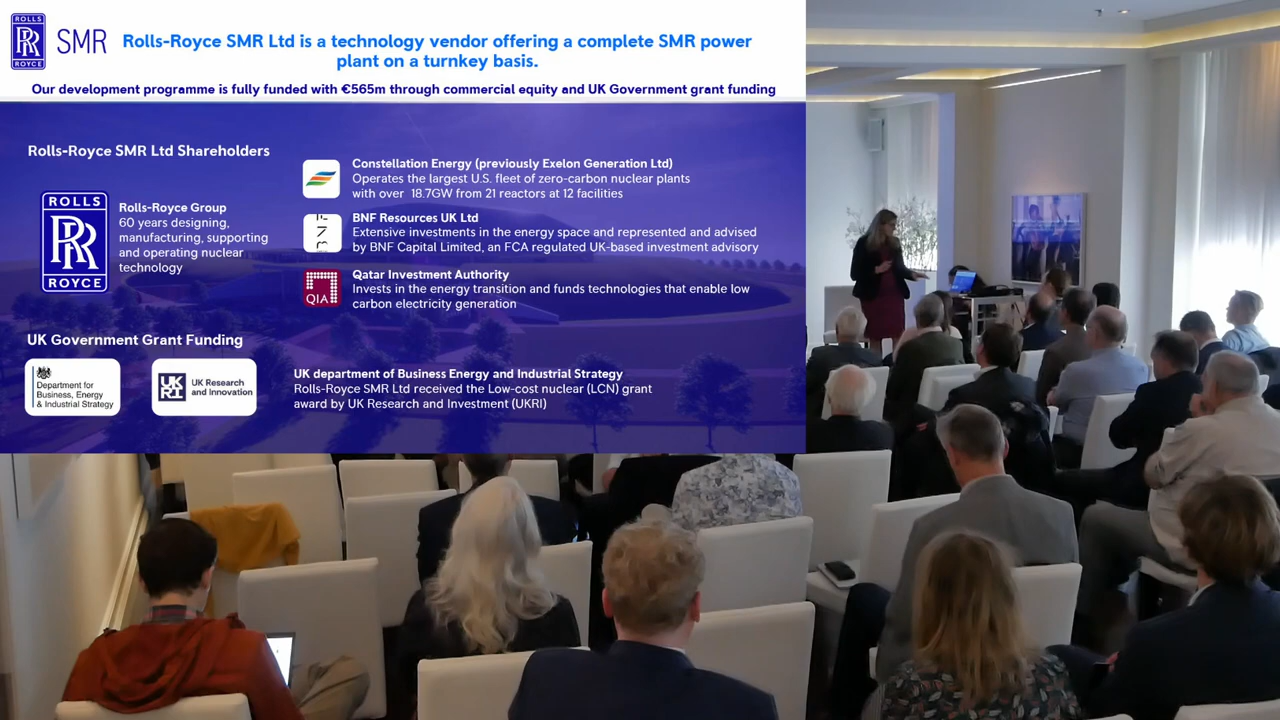 ROLLS
RR
ROYCE
SMR
Rolls-Royce SMR Ltd is a technology vendor offering a complete SMR power
plant on a turnkey basis.
Our development programme is fully funded with €565m through commercial equity and UK Government grant funding
Rolls-Royce SMR Ltd Shareholders
ROLLS
RR
ROYCE
Rolls-Royce Group
60 years designing,
manufacturing, supporting
and operating nuclear
technology
Constellation Energy (previously Exelon Generation Ltd)
Operates the largest U.S. fleet of zero-carbon nuclear plants
with over 18.7GW from 21 reactors at 12 facilities
BNF
BNF Resources UK Ltd
Extensive investments in the energy space and represented and advised
by BNF Capital Limited, an FCA regulated UK-based investment advisory
QIA
Qatar Investment Authority
Invests in the energy transition and funds technologies that enable low
carbon electricity generation
UK Government Grant Funding
Department for
Business, Energy
& Industrial Strategy
UK
RI
UK Research
and Innovation
UK department of Business Energy and Industrial Strategy
Rolls-Royce SMR Ltd received the Low-cost nuclear (LCN) grant
award by UK Research and Investment (UKRI)